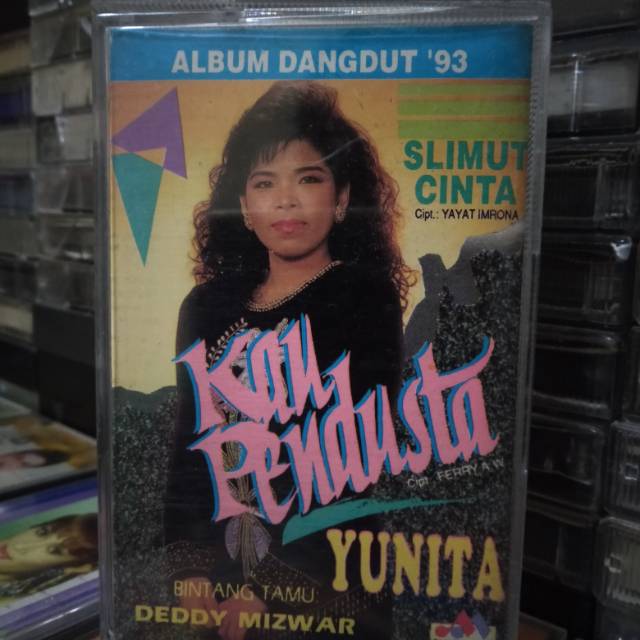 ALBUM DANGDUT '93
SLIMUT
CINTA
Cipt.: YAYAT IMRONA
Kau
Pendusta
Cipt. FERRY A.W
YUNITA
BINTANG TAMU:
DEDDY MIZWAR